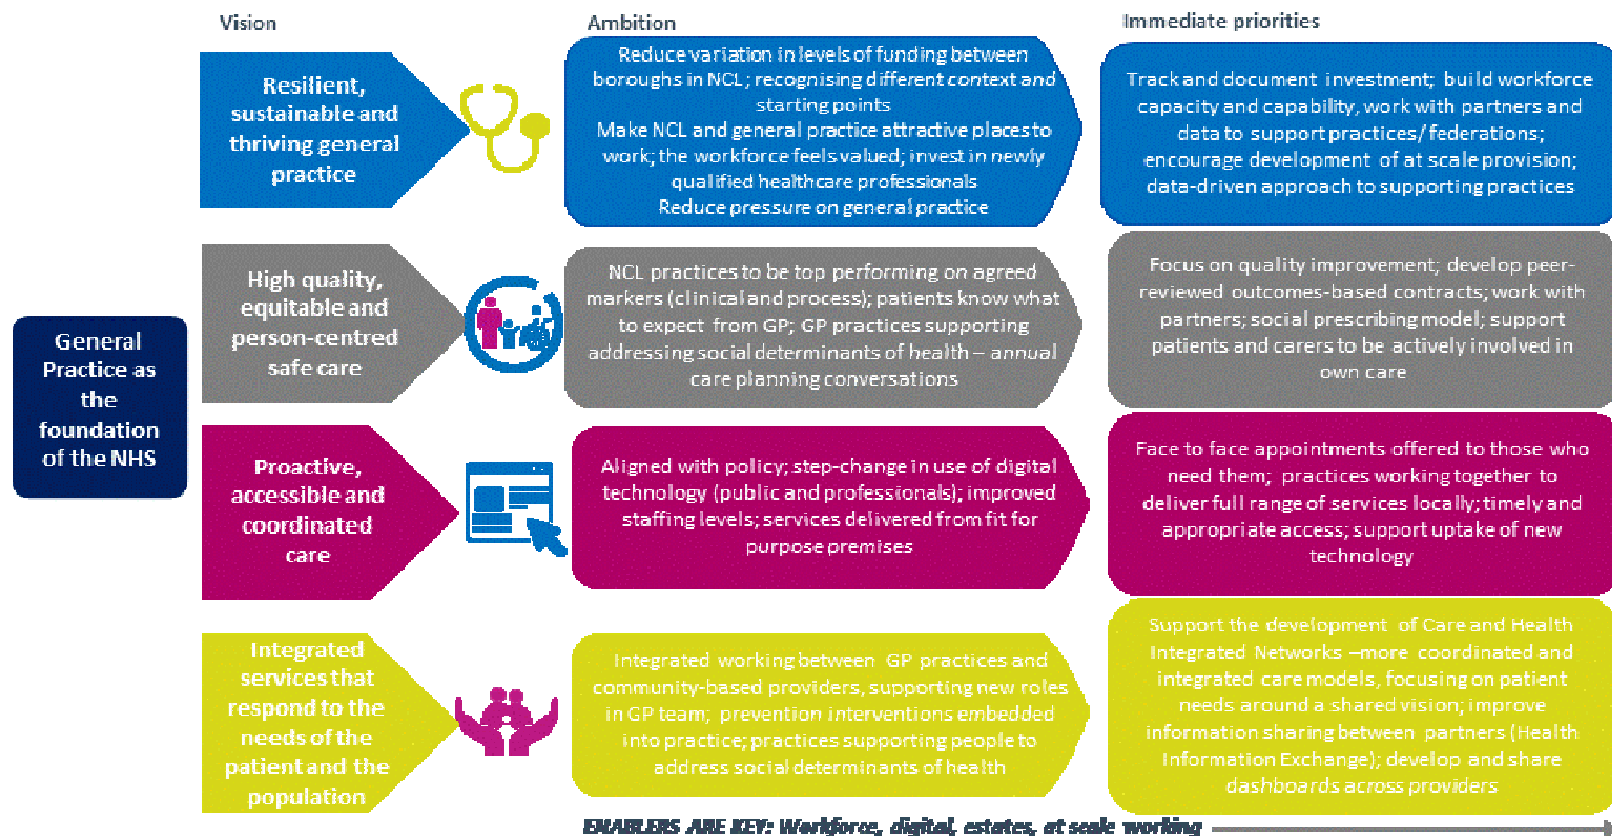 Vision
Ambition
Immediate priorities
General
Practice as
the
foundation
of the NHS
Resilient,
sustainable and
thriving general
practice
Reduce variation in levels of funding between
boroughs in NCL; recognising different context and
starting points
Make NCL and general practice attractive places to
work; the workforce feels valued; invest in newly
qualified healthcare professionals
Reduce pressure on general practice
Track and document investment; build workforce
capacity and capability, work with partners and
data to support practices/ federations;
encourage development of at scale provision;
data-driven approach to supporting practices
High quality,
equitable and
person-centred
safe care
NCL practices to be top performing on agreed
markers (clinical and process); patients know what
to expect from GP; GP practices supporting
addressing social determinants of health – annual
care planning conversations
Focus on quality improvement; develop peer-
reviewed outcomes-based contracts; work with
partners; social prescribing model; support
patients and carers to be actively involved in
own care
Proactive,
accessible and
coordinated
care
Aligned with policy; step-change in use of digital
technology (public and professionals); improved
staffing levels; services delivered from fit for
purpose premises
Face to face appointments offered to those who
need them; practices working together to
deliver full range of services locally; timely and
appropriate access; support uptake of new
technology
Integrated
services that
respond to the
needs of the
patient and the
population
Integrated working between GP practices and
community-based providers, supporting new roles
in GP team; prevention interventions embedded
into practice; practices supporting people to
address social determinants of health
Support the development of Care and Health
Integrated Networks –more coordinated and
integrated care models, focusing on patient
needs around a shared vision; improve
information sharing between partners (Health
Information Exchange); develop and share
dashboards across providers
ENABLERS ARE KEY: Workforce, digital, estates, at scale working